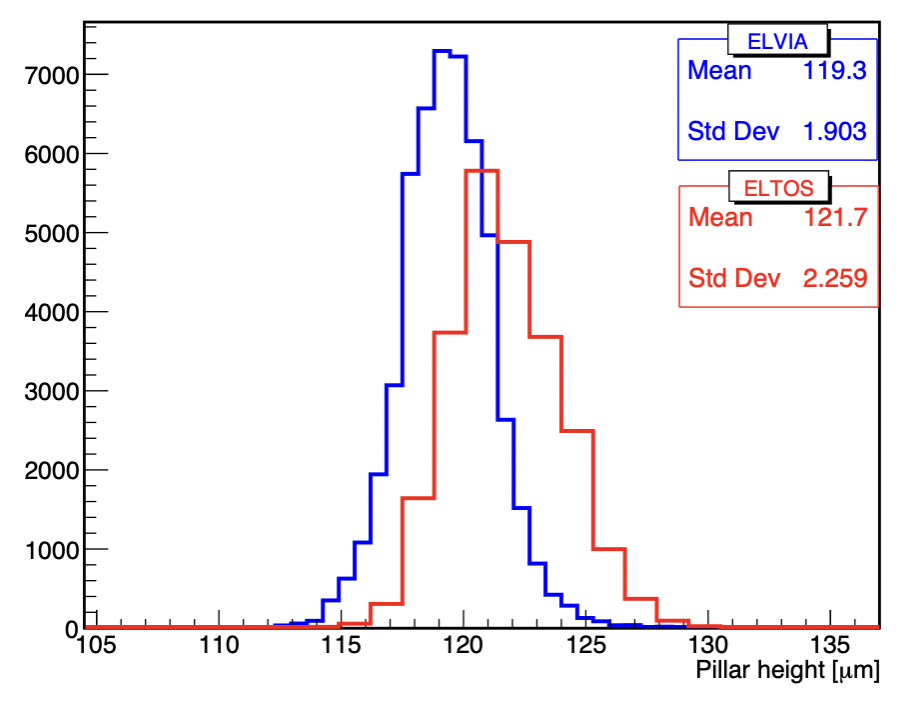 ELVIA
Mean 119.3
Std Dev 1.903
ELTOS
Mean 121.7
Std Dev 2.259
7000
6000
5000
4000
3000
2000
1000
0
105 110 115 120 125 130 135
Pillar height [μm]